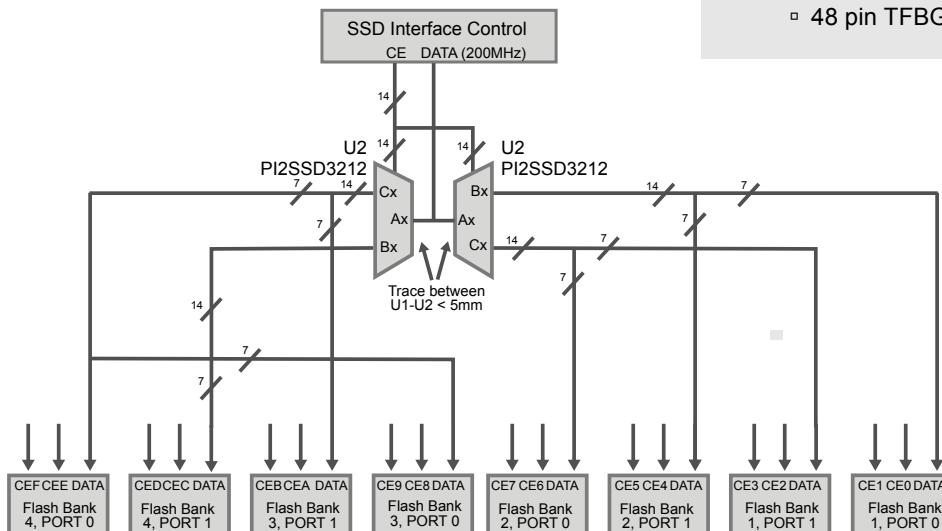 ▫ 48 pin TFBG
SSD Interface Control
CE DATA (200MHz)
14
14
14
U2
PI2SSD3212
U2
PI2SSD3212
7
14
Cx
Bx
14
7
7
Ax
Ax
7
Bx
Cx
14
7
7
Trace between
U1-U2 < 5mm
14
7
7
CEF CEE DATA
Flash Bank
4, PORT 0
CED CEC DATA
Flash Bank
4, PORT 1
CEB CEA DATA
Flash Bank
3, PORT 1
CE9 CE8 DATA
Flash Bank
3, PORT 0
CE7 CE6 DATA
Flash Bank
2, PORT 0
CE5 CE4 DATA
Flash Bank
2, PORT 1
CE3 CE2 DATA
Flash Bank
1, PORT 1
CE1 CE0 DATA
Flash Bank
1, PORT 0